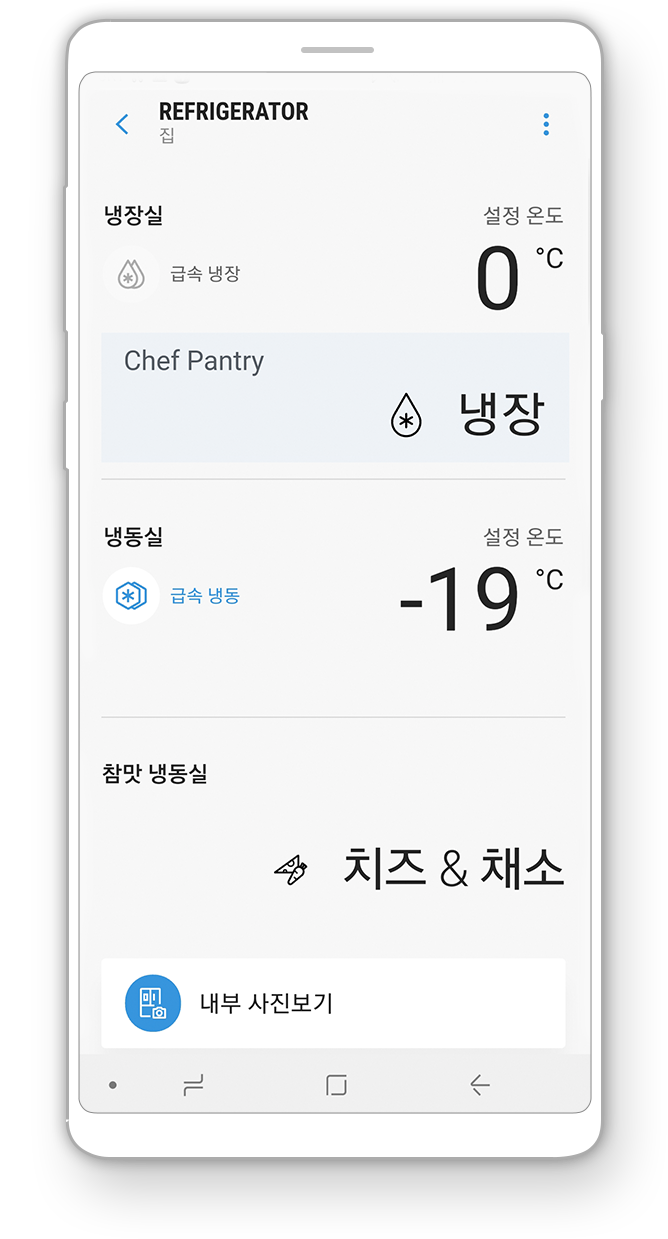 REFRIGERATOR
집
냉장실
설정 온도
급속 냉장
0 °C
Chef Pantry
냉장
냉동실
설정 온도
급속 냉동
-19 °C
참맛 냉동실
치즈 & 채소
내부 사진보기